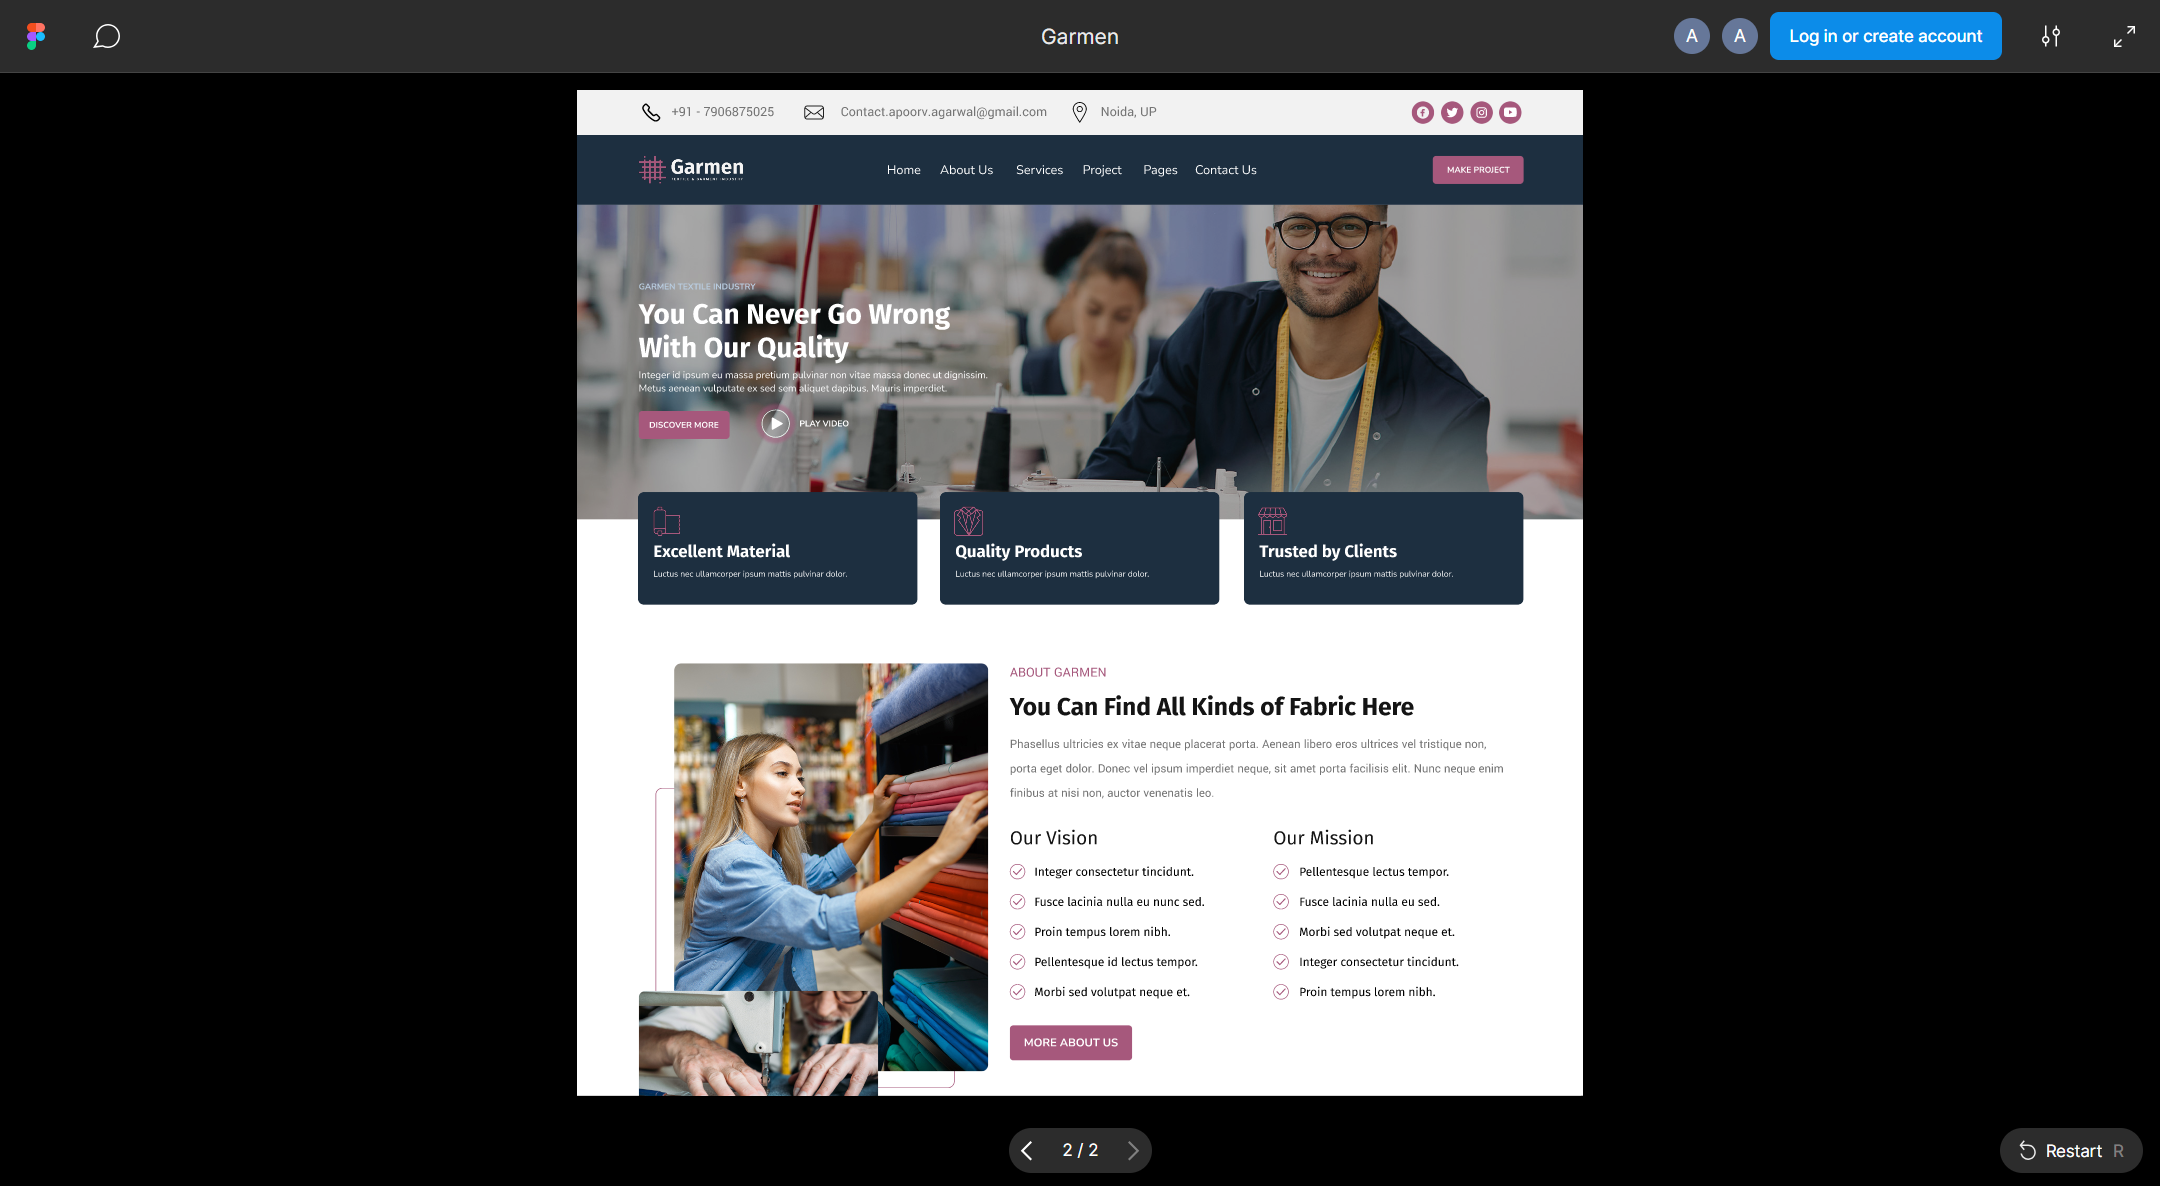 Garmen
A
A
Log in or create account
+91 - 7906875025
Contact.apoorv.agarwal@gmail.com
Noida, UP
Garmen
TEXTILE & GARMENT INDUSTRY
Home
About Us
Services
Project
Pages
Contact Us
MAKE PROJECT
GARMEN TEXTILE INDUSTRY
You Can Never Go Wrong
With Our Quality
Integer id ipsum eu massa pretium pulvinar non vitae massa donec ut dignissim.
Metus aenean vulputate ex sed sem aliquet dapibus. Mauris imperdiet.
DISCOVER MORE
PLAY VIDEO
Excellent Material
Luctus nec ullamcorper ipsum mattis pulvinar dolor.
Quality Products
Luctus nec ullamcorper ipsum mattis pulvinar dolor.
Trusted by Clients
Luctus nec ullamcorper ipsum mattis pulvinar dolor.
ABOUT GARMEN
You Can Find All Kinds of Fabric Here
Phasellus ultricies ex vitae neque placerat porta. Aenean libero eros ultrices vel tristique non,
porta eget dolor. Donec vel ipsum imperdiet neque, sit amet porta facilisis elit. Nunc neque enim
finibus at nisi non, auctor venenatis leo.
Our Vision
Integer consectetur tincidunt.
Fusce lacinia nulla eu nunc sed.
Proin tempus lorem nibh.
Pellentesque id lectus tempor.
Morbi sed volutpat neque et.
Our Mission
Pellentesque lectus tempor.
Fusce lacinia nulla eu sed.
Morbi sed volutpat neque et.
Integer consectetur tincidunt.
Proin tempus lorem nibh.
MORE ABOUT US
2 / 2
Restart R